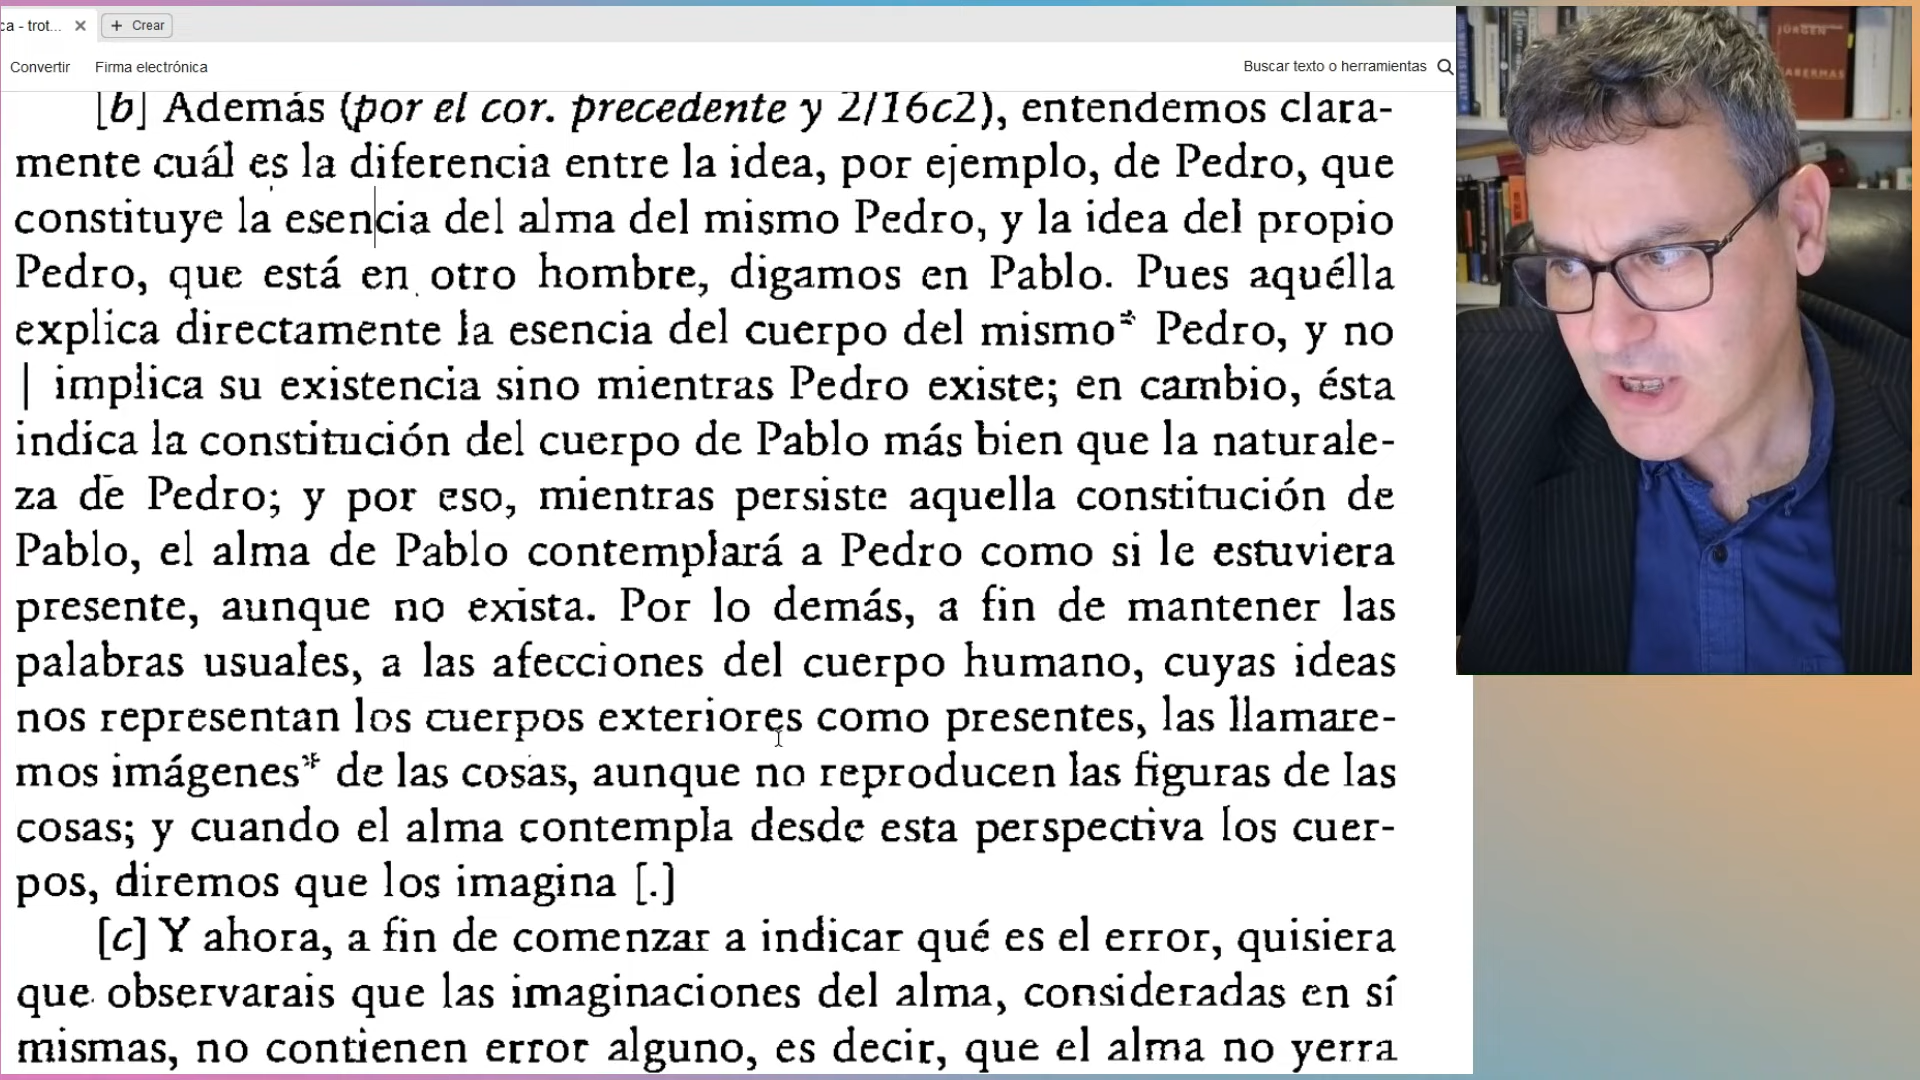 ca - trot...
Crear
Convertir
Firma electrónica
Buscar texto o herramientas
[b] Además (por el cor. precedente y 2/16c2), entendemos clara-
mente cuál es la diferencia entre la idea, por ejemplo, de Pedro, que
constituye la esencia del alma del mismo Pedro, y la idea del propio
Pedro, que está en otro hombre, digamos en Pablo. Pues aquélla
explica directamente la esencia del cuerpo del mismo* Pedro, y no
| implica su existencia sino mientras Pedro existe; en cambio, ésta
indica la constitución del cuerpo de Pablo más bien que la naturale-
za de Pedro; y por eso, mientras persiste aquella constitución de
Pablo, el alma de Pablo contemplará a Pedro como si le estuviera
presente, aunque no exista. Por lo demás, a fin de mantener las
palabras usuales, a las afecciones del cuerpo humano, cuyas ideas
nos representan los cuerpos exteriores como presentes, las llamare-
mos imágenes* de las cosas, aunque no reproducen las figuras de las
cosas; y cuando el alma contempla desde esta perspectiva los cuer-
pos, diremos que los imagina [.]
[c] Y ahora, a fin de comenzar a indicar qué es el error, quisiera
que observarais que las imaginaciones del alma, consideradas en sí
mismas, no contienen error alguno, es decir, que el alma no yerra
JÜRGEN
HABERMAS